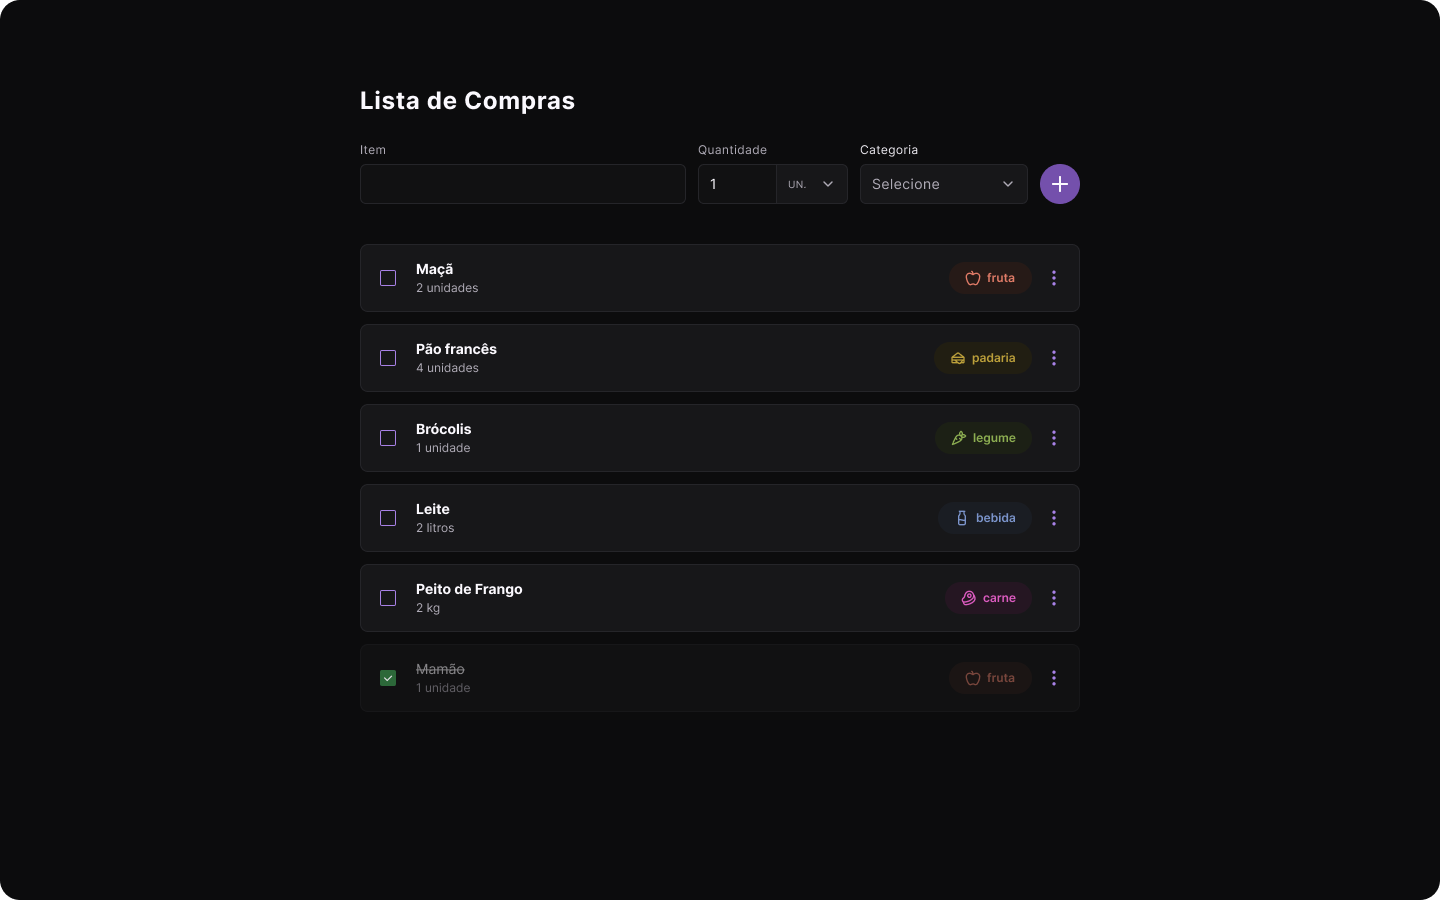 Lista de Compras
Item Quantidade Categoria
1 UN. Selecione
Maçã
2 unidades
fruta
Pão francês
4 unidades
padaria
Brócolis
1 unidade
legume
Leite
2 litros
bebida
Peito de Frango
2 kg
carne
Mamão
1 unidade
fruta